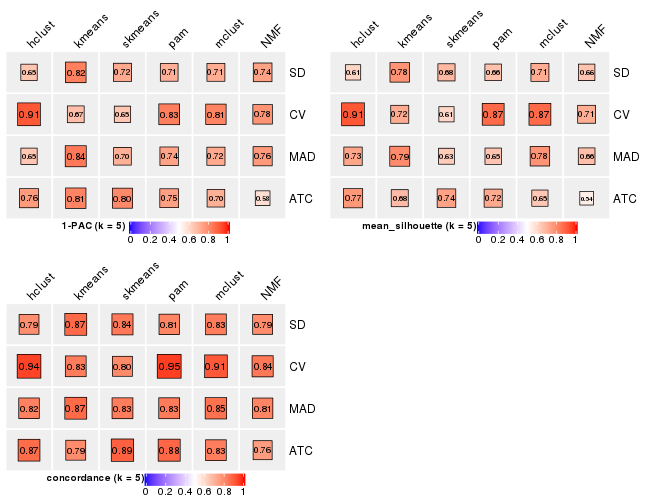 hclust kmeans skmeans pam mclust NMF
0.65 0.82 0.72 0.71 0.71 0.74 SD
0.91 0.67 0.65 0.83 0.81 0.78 CV
0.65 0.84 0.70 0.74 0.72 0.76 MAD
0.76 0.81 0.80 0.75 0.70 0.58 ATC
1-PAC (k = 5)
0 0.2 0.4 0.6 0.8 1
hclust kmeans skmeans pam mclust NMF
0.61 0.78 0.68 0.66 0.71 0.66 SD
0.91 0.72 0.61 0.87 0.87 0.71 CV
0.73 0.79 0.63 0.65 0.78 0.66 MAD
0.77 0.68 0.74 0.72 0.65 0.54 ATC
mean_silhouette (k = 5)
0 0.2 0.4 0.6 0.8 1
hclust kmeans skmeans pam mclust NMF
0.79 0.87 0.84 0.81 0.83 0.79 SD
0.94 0.83 0.80 0.95 0.91 0.84 CV
0.82 0.87 0.83 0.83 0.85 0.81 MAD
0.87 0.79 0.89 0.88 0.83 0.76 ATC
concordance (k = 5)
0 0.2 0.4 0.6 0.8 1